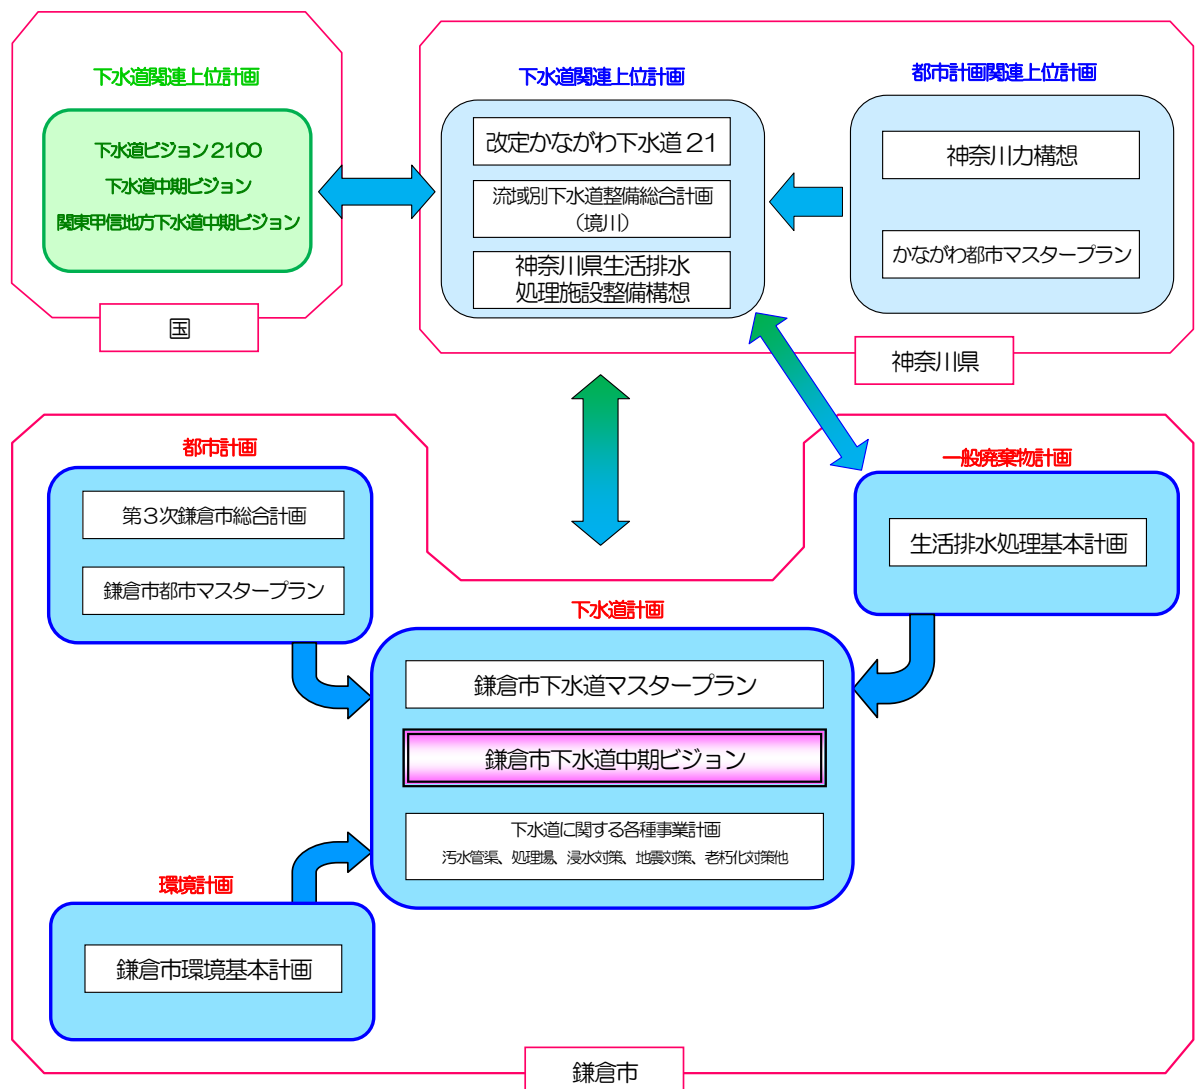 下水道関連上位計画
下水道ビジョン2100
下水道中期ビジョン
関東甲信地方下水道中期ビジョン
国
下水道関連上位計画
改定かながわ下水道21
流域別下水道整備総合計画
（境川）
神奈川県生活排水
処理施設整備構想
都市計画関連上位計画
神奈川力構想
かながわ都市マスタープラン
神奈川県
都市計画
第3次鎌倉市総合計画
鎌倉市都市マスタープラン
一般廃棄物計画
生活排水処理基本計画
下水道計画
鎌倉市下水道マスタープラン
鎌倉市下水道中期ビジョン
下水道に関する各種事業計画
汚水管渠、処理場、浸水対策、地震対策、老朽化対策他
環境計画
鎌倉市環境基本計画
鎌倉市